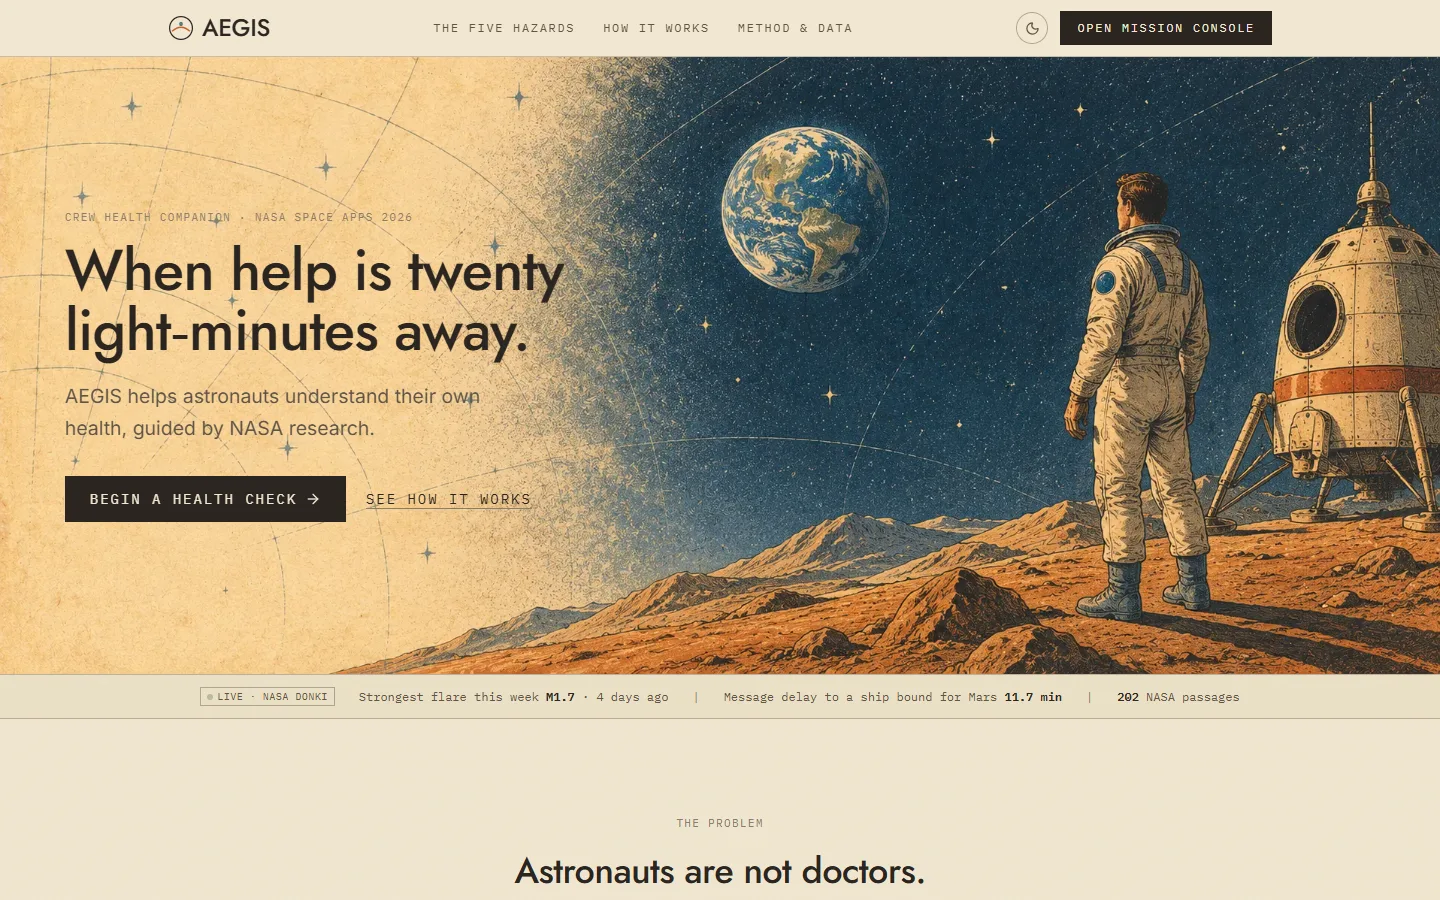 AEGIS
THE FIVE HAZARDS
HOW IT WORKS
METHOD & DATA
OPEN MISSION CONSOLE
CREW HEALTH COMPANION · NASA SPACE APPS 2026
When help is twenty
light-minutes away.
AEGIS helps astronauts understand their own
health, guided by NASA research.
BEGIN A HEALTH CHECK →
SEE HOW IT WORKS
LIVE · NASA DONKI
Strongest flare this week M1.7 · 4 days ago | Message delay to a ship bound for Mars 11.7 min | 202 NASA passages
THE PROBLEM
Astronauts are not doctors.